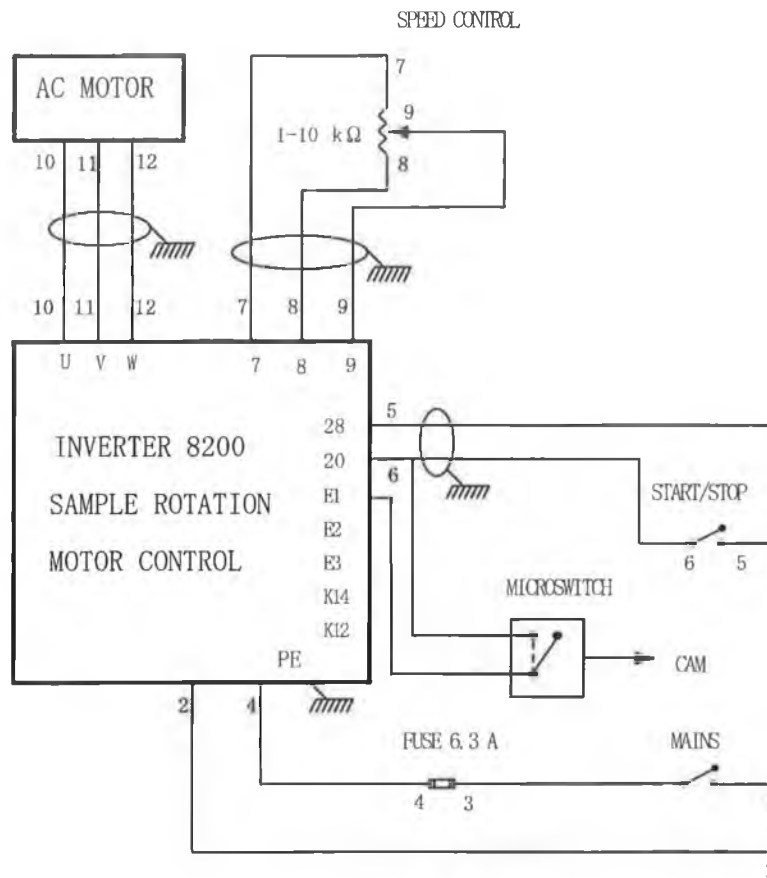 SPEED CONTROL
7
AC MOTOR
9
1-10 kΩ
8
10 11 12
10 11 12 7 8 9
U V W 7 8 9
5
28
INVERTER 8200
20
6
START/STOP
SAMPLE ROTATION
E1
E2
MOTOR CONTROL
E3
6 5
MICROSWITCH
K14
K12
PE
CAM
2 4
FUSE 6.3 A MAINS
4 3